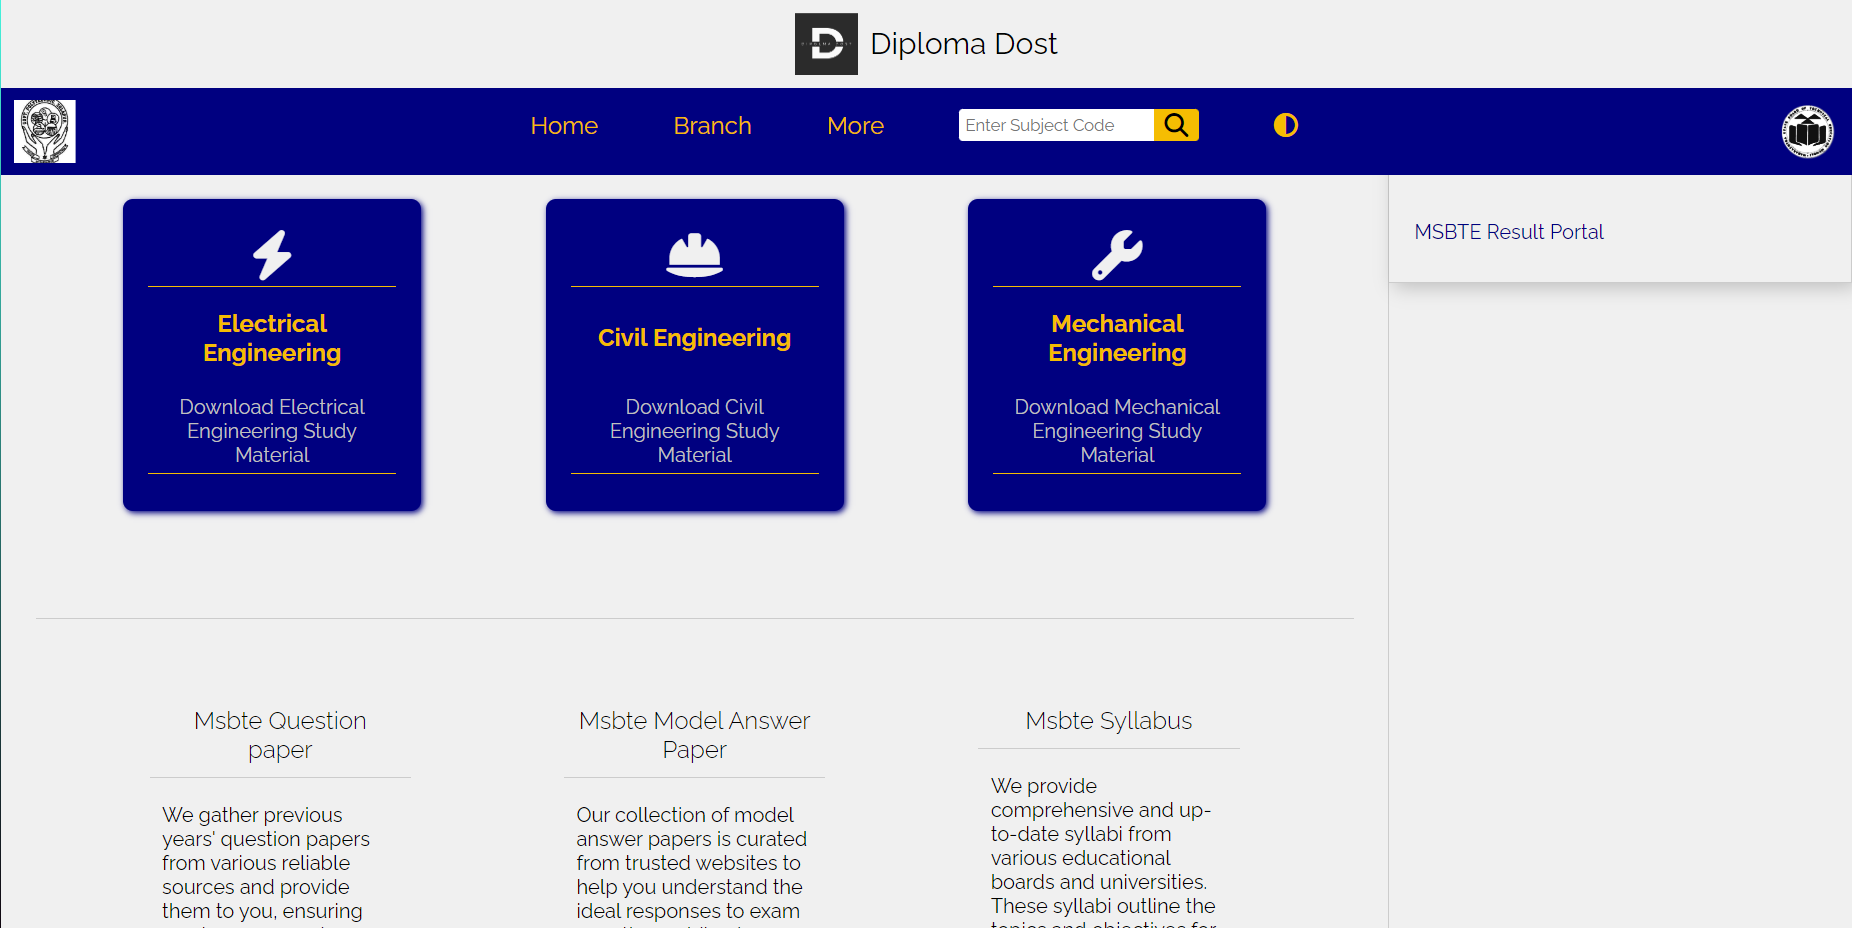 Diploma Dost
Home
Branch
More
Enter Subject Code
MSBTE Result Portal
Electrical
Engineering
Download Electrical
Engineering Study
Material
Civil Engineering
Download Civil
Engineering Study
Material
Mechanical
Engineering
Download Mechanical
Engineering Study
Material
Msbte Question
paper
We gather previous
years' question papers
from various reliable
sources and provide
them to you, ensuring
Msbte Model Answer
Paper
Our collection of model
answer papers is curated
from trusted websites to
help you understand the
ideal responses to exam
Msbte Syllabus
We provide
comprehensive and up-
to-date syllabi from
various educational
boards and universities.
These syllabi outline the
topics and objectives for